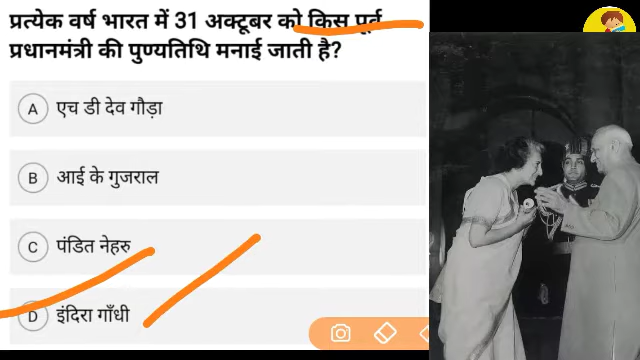 प्रत्येक वर्ष भारत में 31 अक्टूबर को किस पूर्व
प्रधानमंत्री की पुण्यतिथि मनाई जाती है?
A एच डी देव गौड़ा
B आई के गुजराल
C पंडित नेहरु
D इंदिरा गाँधी